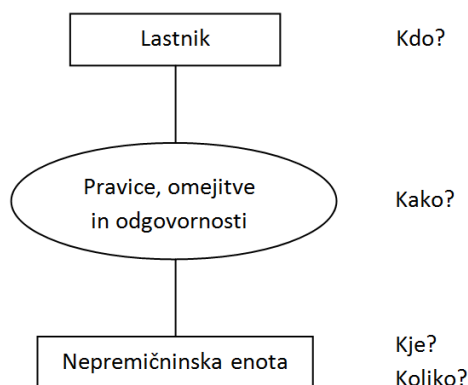 Lastnik
Kdo?
Pravice, omejitve
in odgovornosti
Kako?
Nepremičninska enota
Kje?
Koliko?